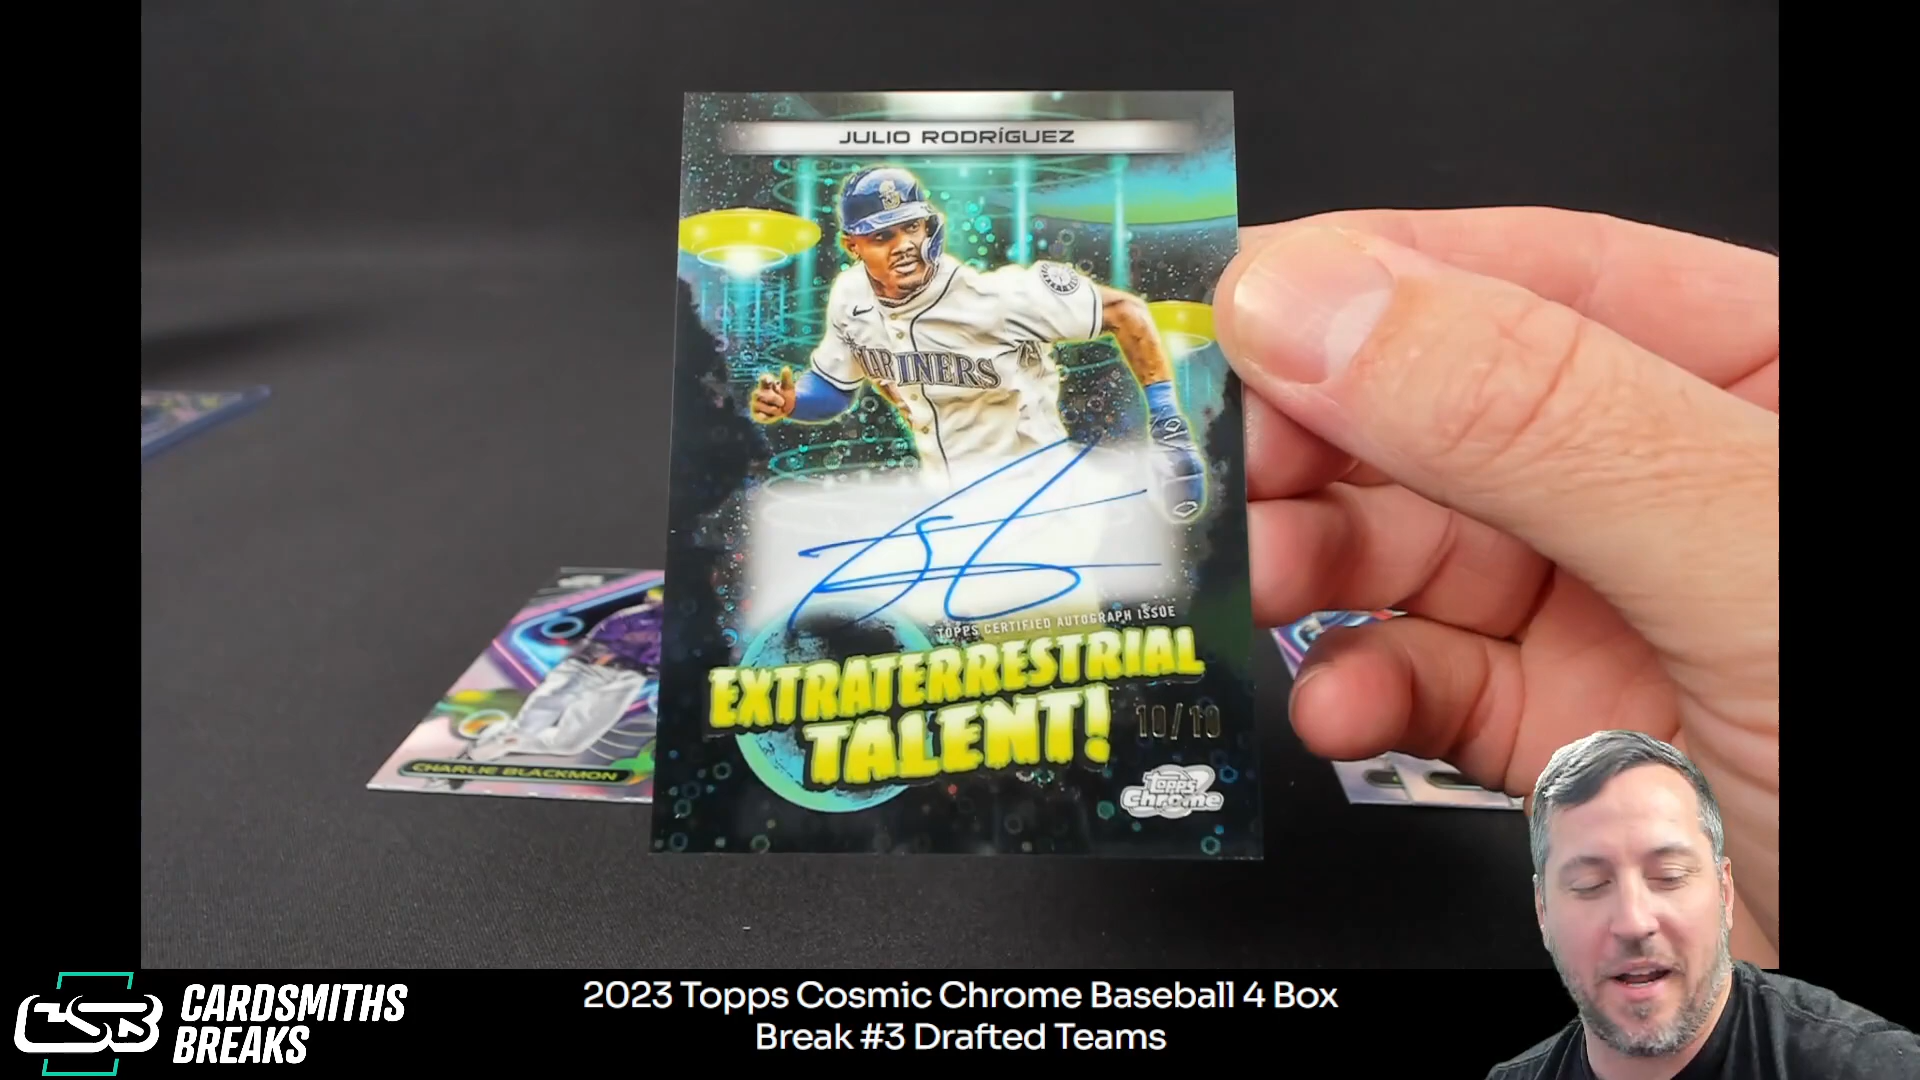 JULIO RODRÍGUEZ
MARINERS
TOPPS CERTIFIED AUTOGRAPH ISSUE
EXTRATERRESTRIAL
TALENT!
10/10
Topps
Chrome
CHARLIE BLACKMON
CSB
CARDSMITHS
BREAKS
2023 Topps Cosmic Chrome Baseball 4 Box
Break #3 Drafted Teams